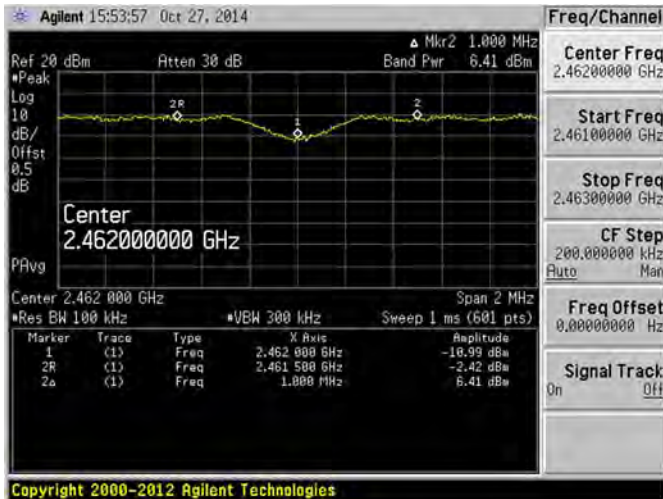 Agilent 15:53:57 Oct 27, 2014
Freq/Channel
Δ Mkr2 1.000 MHz
Ref 20 dBm Atten 30 dB Band Pwr 6.41 dBm
#Peak
Log
10
dB/
Offst
0.5
dB
2R
1
2
Center
2.462000000 GHz
PAvg
Center 2.462 000 GHz Span 2 MHz
#Res BW 100 kHz #VBW 300 kHz Sweep 1 ms (601 pts)
Marker Trace Type X Axis Amplitude
1 (1) Freq 2.462 000 GHz -10.99 dBm
2R (1) Freq 2.461 500 GHz -2.42 dBm
2Δ (1) Freq 1.000 MHz 6.41 dBm
Center Freq
2.46200000 GHz
Start Freq
2.46100000 GHz
Stop Freq
2.46300000 GHz
CF Step
200.000000 kHz
Auto Man
Freq Offset
0.00000000 Hz
Signal Track
On Off
Copyright 2000-2012 Agilent Technologies